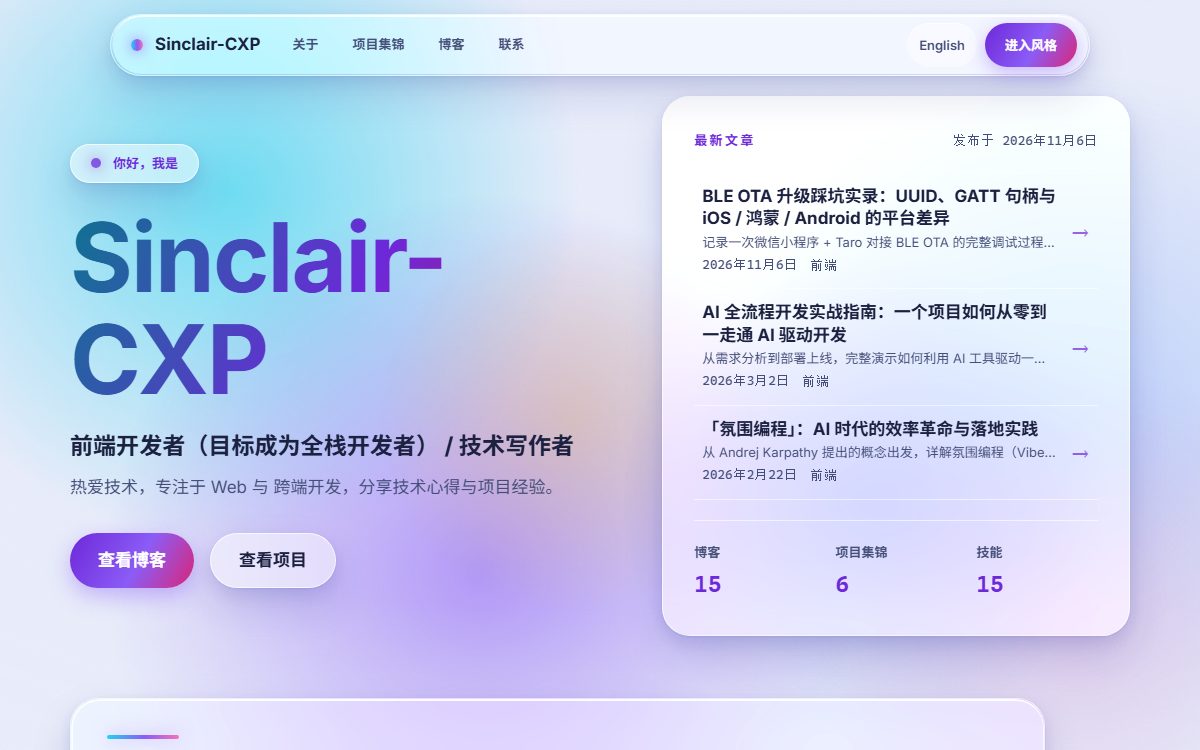 Sinclair-CXP 关于 项目集锦 博客 联系 English 进入风格
你好，我是
Sinclair-
CXP
前端开发者（目标成为全栈开发者） / 技术写作者
热爱技术，专注于 Web 与 跨端开发，分享技术心得与项目经验。
查看博客 查看项目
最新文章 发布于 2026年11月6日
BLE OTA 升级踩坑实录：UUID、GATT 句柄与
iOS / 鸿蒙 / Android 的平台差异
记录一次微信小程序 + Taro 对接 BLE OTA 的完整调试过程…
2026年11月6日 前端
→
AI 全流程开发实战指南：一个项目如何从零到
一走通 AI 驱动开发
从需求分析到部署上线，完整演示如何利用 AI 工具驱动一…
2026年3月2日 前端
→
「氛围编程」：AI 时代的效率革命与落地实践
从 Andrej Karpathy 提出的概念出发，详解氛围编程（Vibe…
2026年2月22日 前端
→
博客 项目集锦 技能
15 6 15